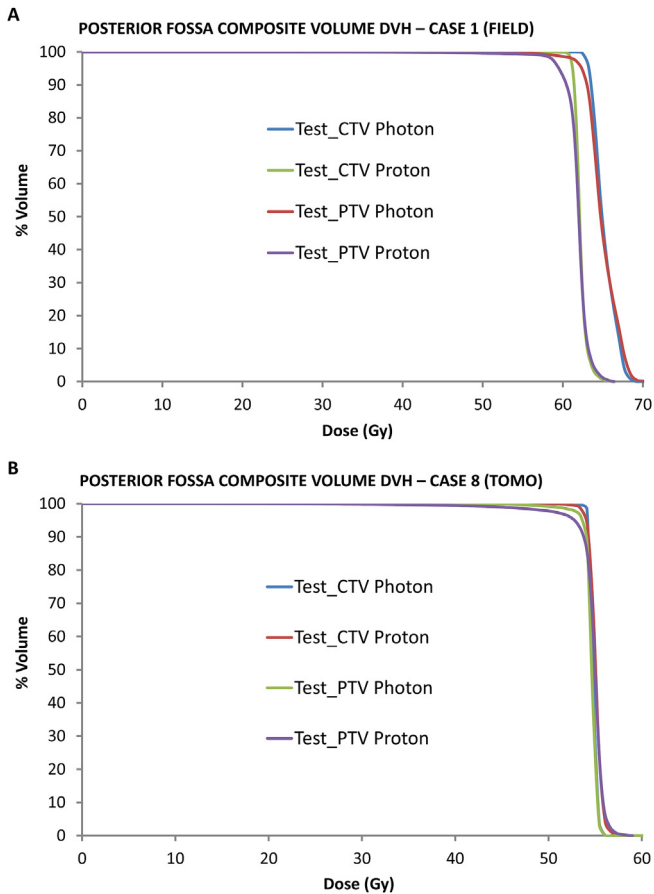 A
POSTERIOR FOSSA COMPOSITE VOLUME DVH – CASE 1 (FIELD)
100
90
80
70
60
50
40
30
20
10
0
% Volume
Test_CTV Photon
Test_CTV Proton
Test_PTV Photon
Test_PTV Proton
0 10 20 30 40 50 60 70
Dose (Gy)
B
POSTERIOR FOSSA COMPOSITE VOLUME DVH – CASE 8 (TOMO)
100
90
80
70
60
50
40
30
20
10
0
% Volume
Test_CTV Photon
Test_CTV Proton
Test_PTV Photon
Test_PTV Proton
0 10 20 30 40 50 60
Dose (Gy)